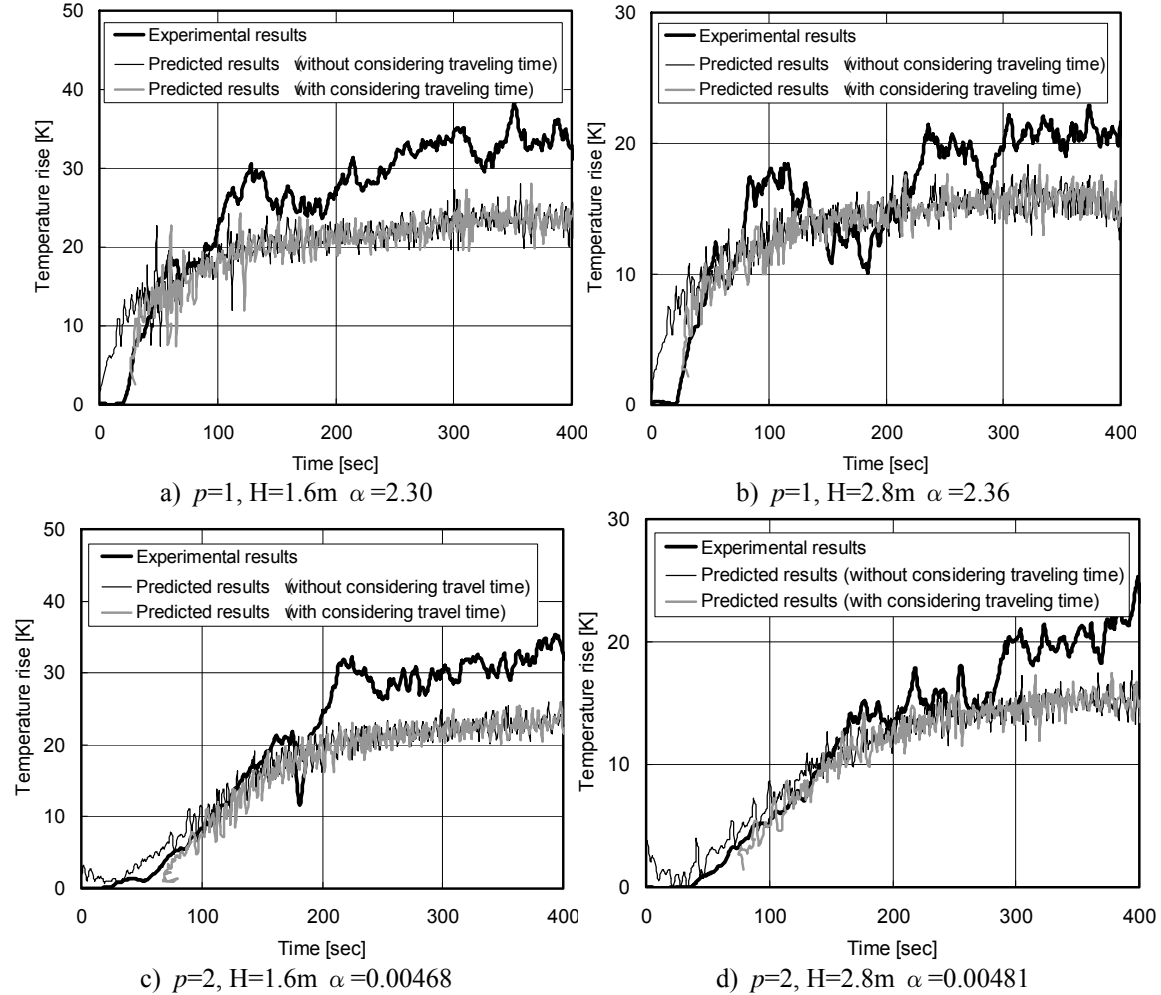 50
40
30
20
10
0
Temperature rise [K]
Experimental results
Predicted results (without considering traveling time)
Predicted results (with considering traveling time)
0 100 200 300 400
Time [sec]
a) p=1, H=1.6m α=2.30
30
20
10
0
Temperature rise [K]
Experimental results
Predicted results (without considering traveling time)
Predicted results (with considering traveling time)
0 100 200 300 400
Time [sec]
b) p=1, H=2.8m α=2.36
50
40
30
20
10
0
Temperature rise [K]
Experimental results
Predicted results (without considering travel time)
Predicted results (with considering travel time)
0 100 200 300 400
Time [sec]
c) p=2, H=1.6m α=0.00468
30
20
10
0
Temperature rise [K]
Experimental results
Predicted results (without considering traveling time)
Predicted results (with considering traveling time)
0 100 200 300 400
Time [sec]
d) p=2, H=2.8m α=0.00481